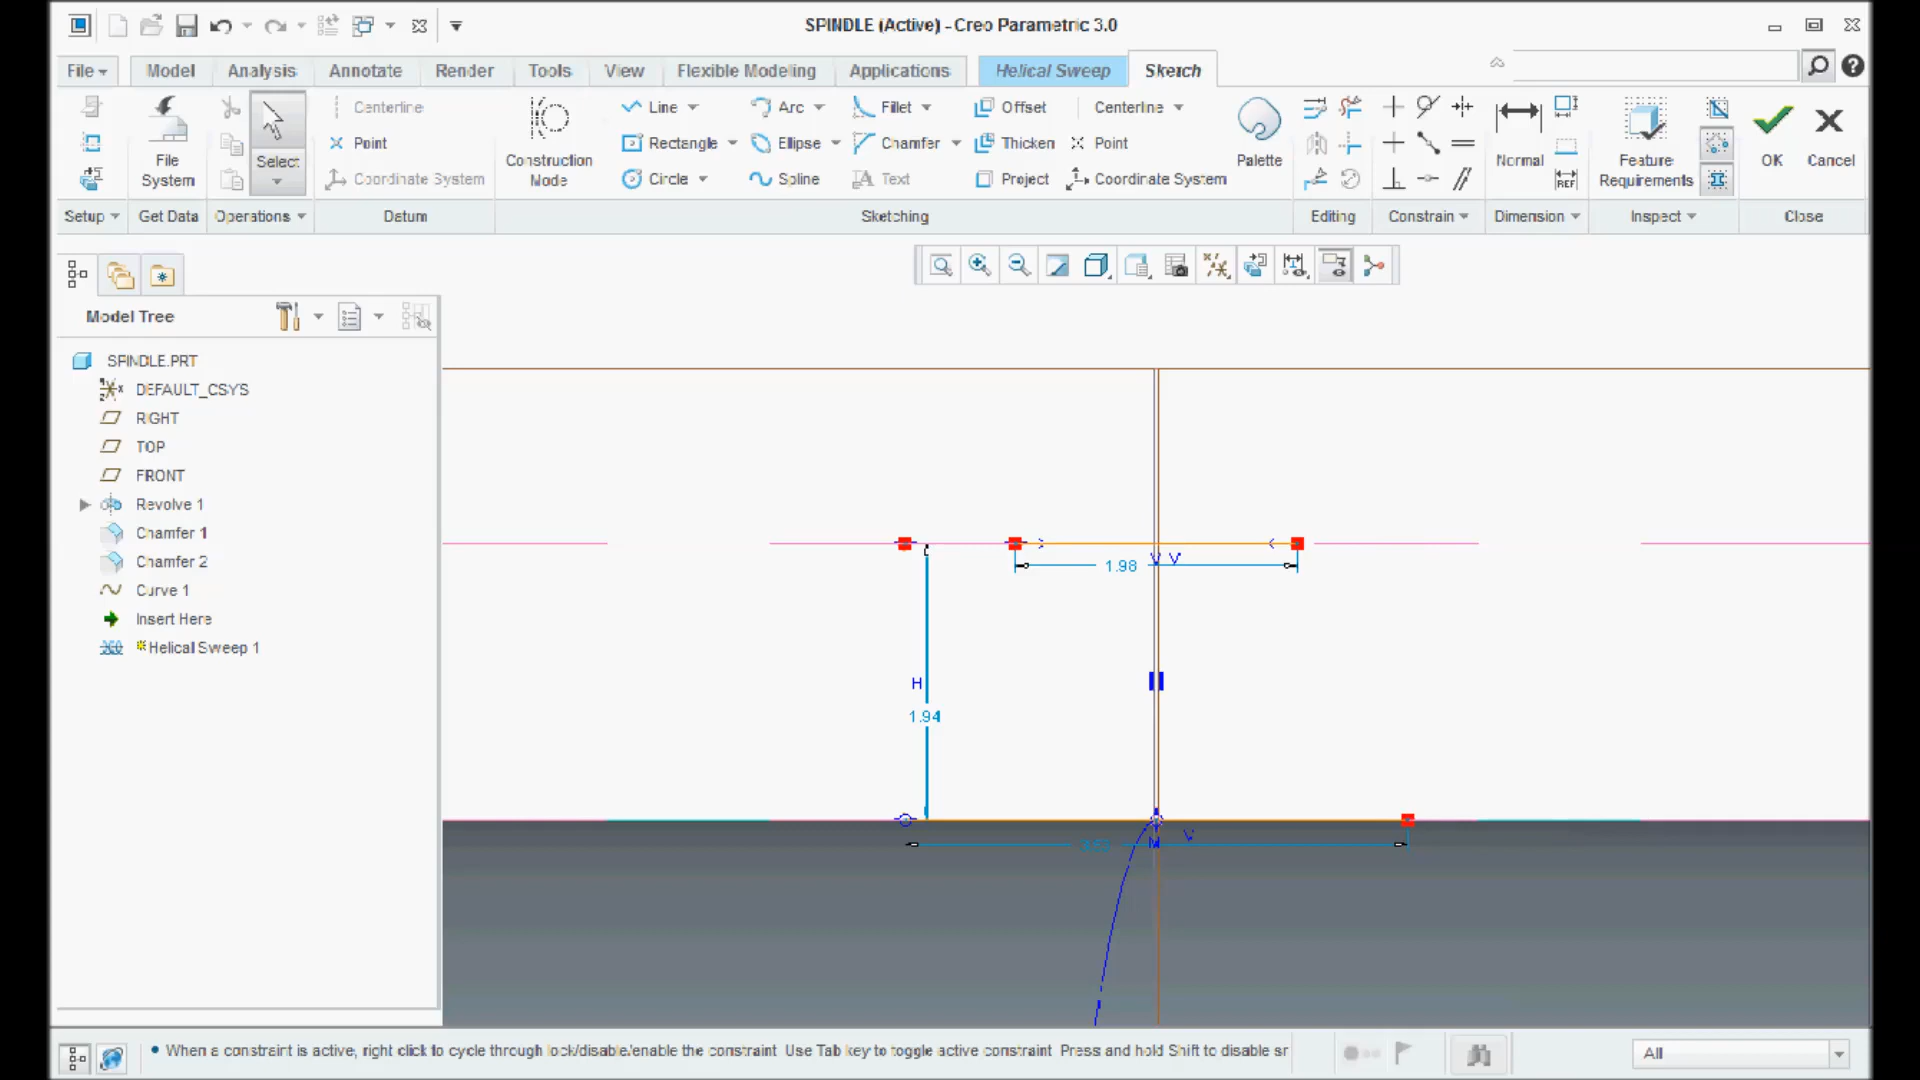 SPINDLE (Active) - Creo Parametric 3.0
File Model Analysis Annotate Render Tools View Flexible Modeling Applications Helical Sweep Sketch
Centerline Line Arc Fillet Offset Centerline
Point Rectangle Ellipse Chamfer Thicken Point
Coordinate System Circle Spline Text Project Coordinate System
File System
Select
Construction Mode
Palette
Normal
REF
Feature Requirements
OK
Cancel
Setup Get Data Operations Datum Sketching Editing Constrain Dimension Inspect Close
Model Tree
SPINDLE.PRT
DEFAULT_CSYS
RIGHT
TOP
FRONT
Revolve 1
Chamfer 1
Chamfer 2
Curve 1
Insert Here
Helical Sweep 1
1.98
V V
H
1.94
V
M
When a constraint is active, right click to cycle through lock/disable/enable the constraint Use Tab key to toggle active constraint Press and hold Shift to disable sr
All